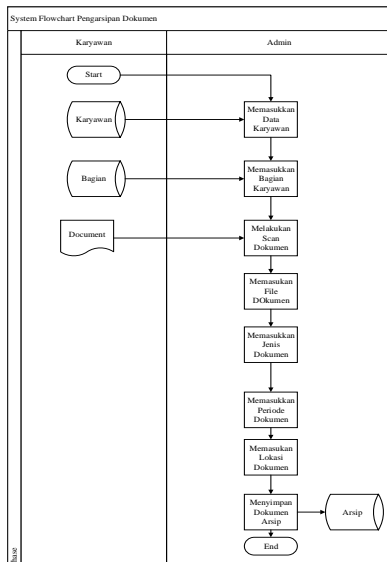 System Flowchart Pengarsipan Dokumen
Karyawan
Admin
Start
Karyawan
Memasukkan
Data
Karyawan
Bagian
Memasukkan
Bagian
Karyawan
Document
Melakukan
Scan
Dokumen
Memasukan
File
DOkumen
Memasukkan
Jenis
Dokumen
Memasukkan
Periode
Dokumen
Memasukan
Lokasi
Dokumen
Menyimpan
Dokumen
Arsip
Arsip
End
hase